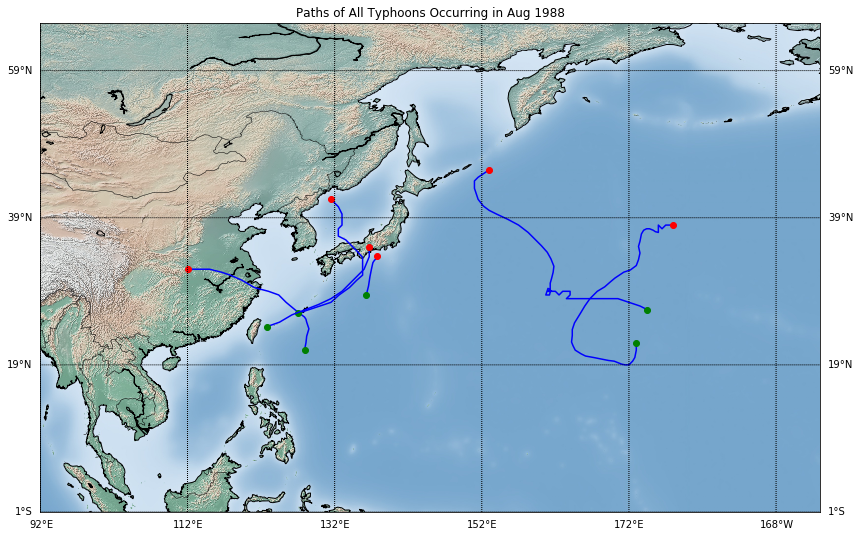 Paths of All Typhoons Occurring in Aug 1988
59°N 59°N
39°N 39°N
19°N 19°N
1°S 1°S
92°E 112°E 132°E 152°E 172°E 168°W